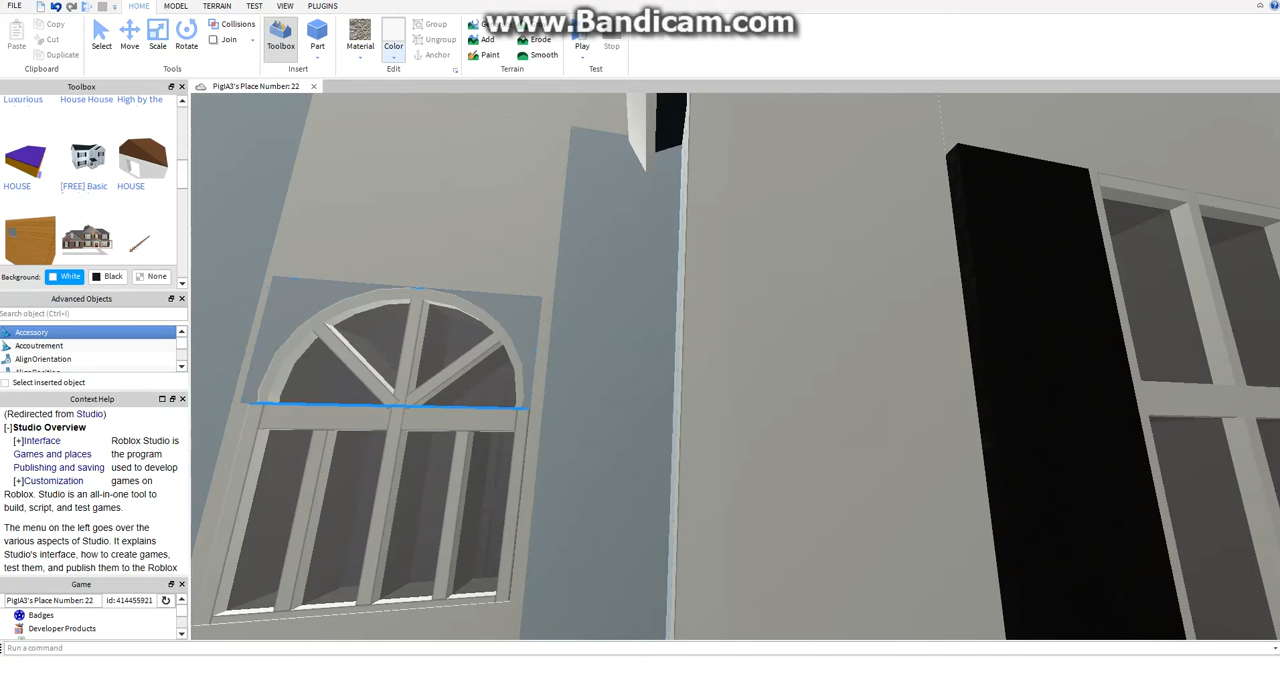 FILE HOME MODEL TERRAIN TEST VIEW PLUGINS
www.Bandicam.com
Copy
Cut
Duplicate
Paste
Clipboard
Select Move Scale Rotate
Collisions
Join
Tools
Toolbox Part
Insert
Material Color
Group
Ungroup
Anchor
Edit
Add Erode
Paint Smooth
Terrain
Play Stop
Test
Toolbox
PigIA3's Place Number: 22
Luxurious House House High by the
HOUSE [FREE] Basic HOUSE
Background: White Black None
Advanced Objects
Search object (Ctrl+i)
Accessory
Accoutrement
AlignOrientation
Select inserted object
Context Help
(Redirected from Studio)
[-]Studio Overview
[+]Interface
Games and places
Publishing and saving
[+]Customization
Roblox Studio is
the program
used to develop
games on
Roblox. Studio is an all-in-one tool to
build, script, and test games.
The menu on the left goes over the
various aspects of Studio. It explains
Studio's interface, how to create games,
test them, and publish them to the Roblox
Game
PigIA3's Place Number: 22 Id: 414455921
Badges
Developer Products
Run a command